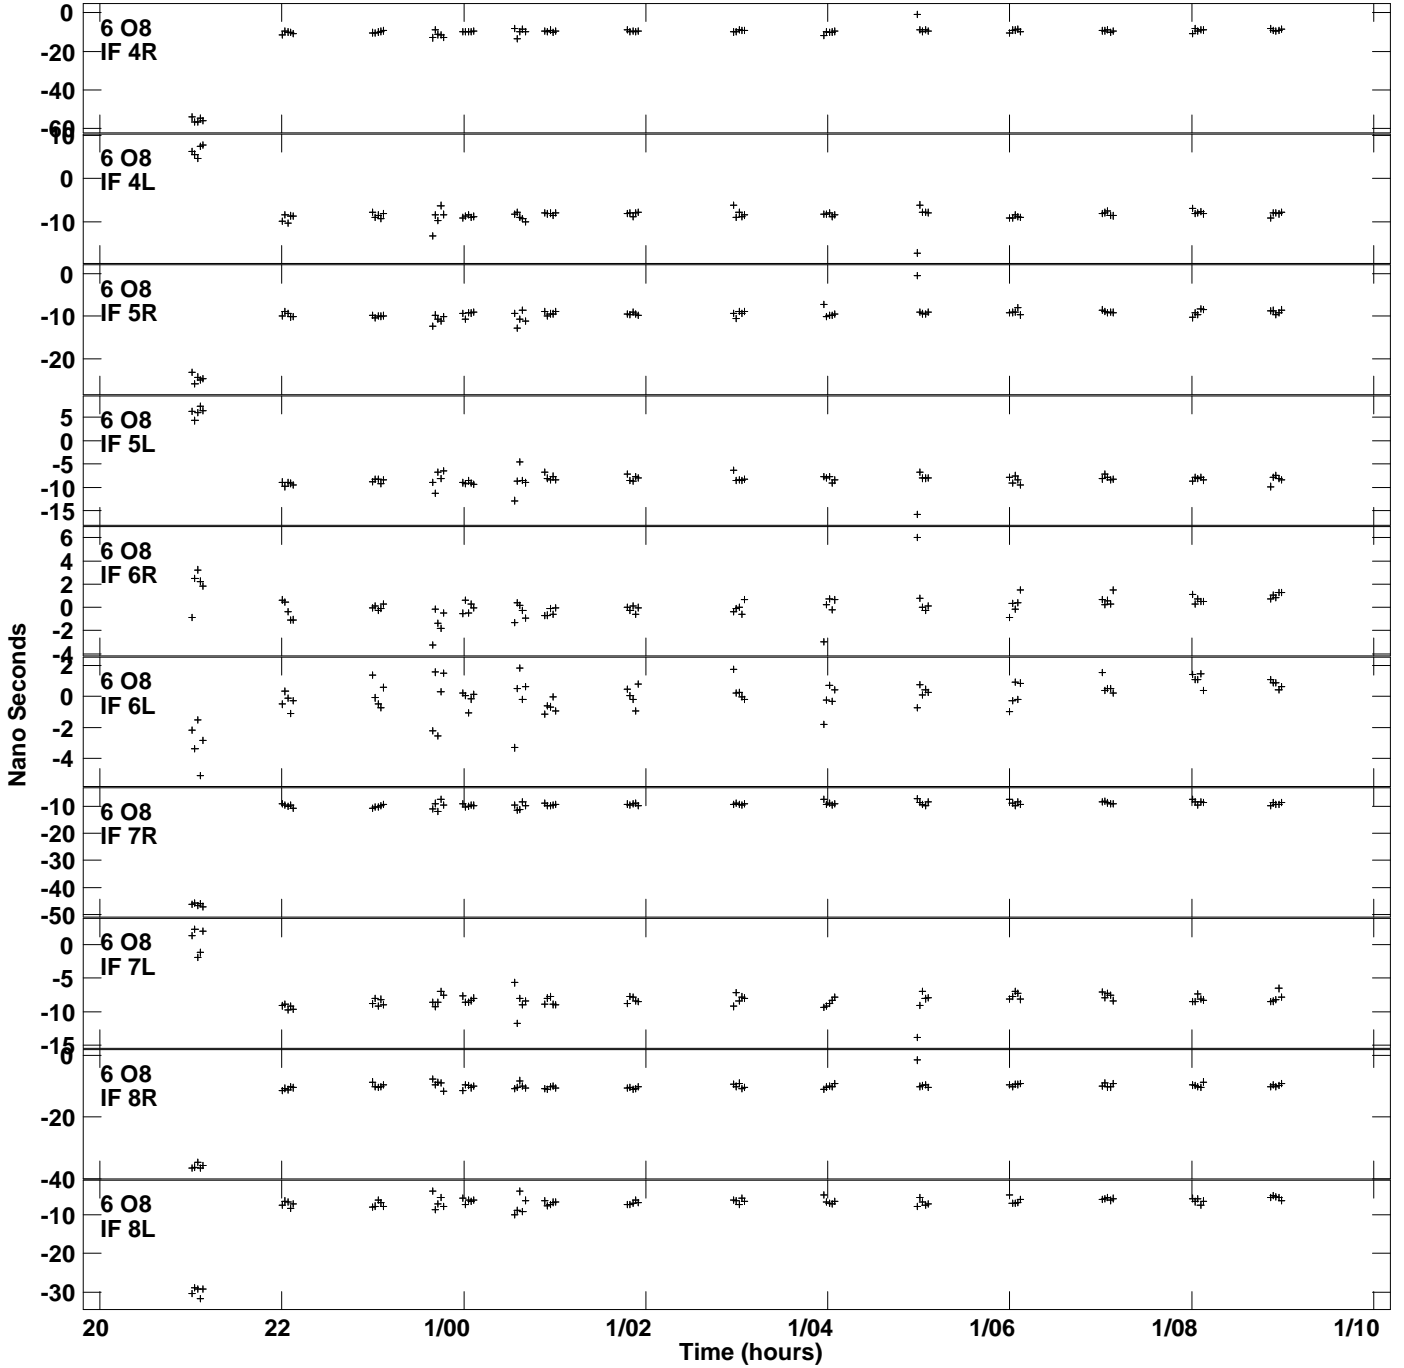 0
6 O8
IF 4R
-20
-40
-60
10
6 O8
IF 4L
0
-10
0
6 O8
IF 5R
-10
-20
5
6 O8
IF 5L
0
-5
-10
-15
6
6 O8
IF 6R
4
2
0
-2
-4
2
6 O8
IF 6L
0
-2
-4
Nano Seconds
-10
6 O8
IF 7R
-20
-30
-40
-50
0
6 O8
IF 7L
-5
-10
-15
0
6 O8
IF 8R
-20
-40
6 O8
IF 8L
-10
-20
-30
20 22 1/00 1/02 1/04 1/06 1/08 1/10
Time (hours)